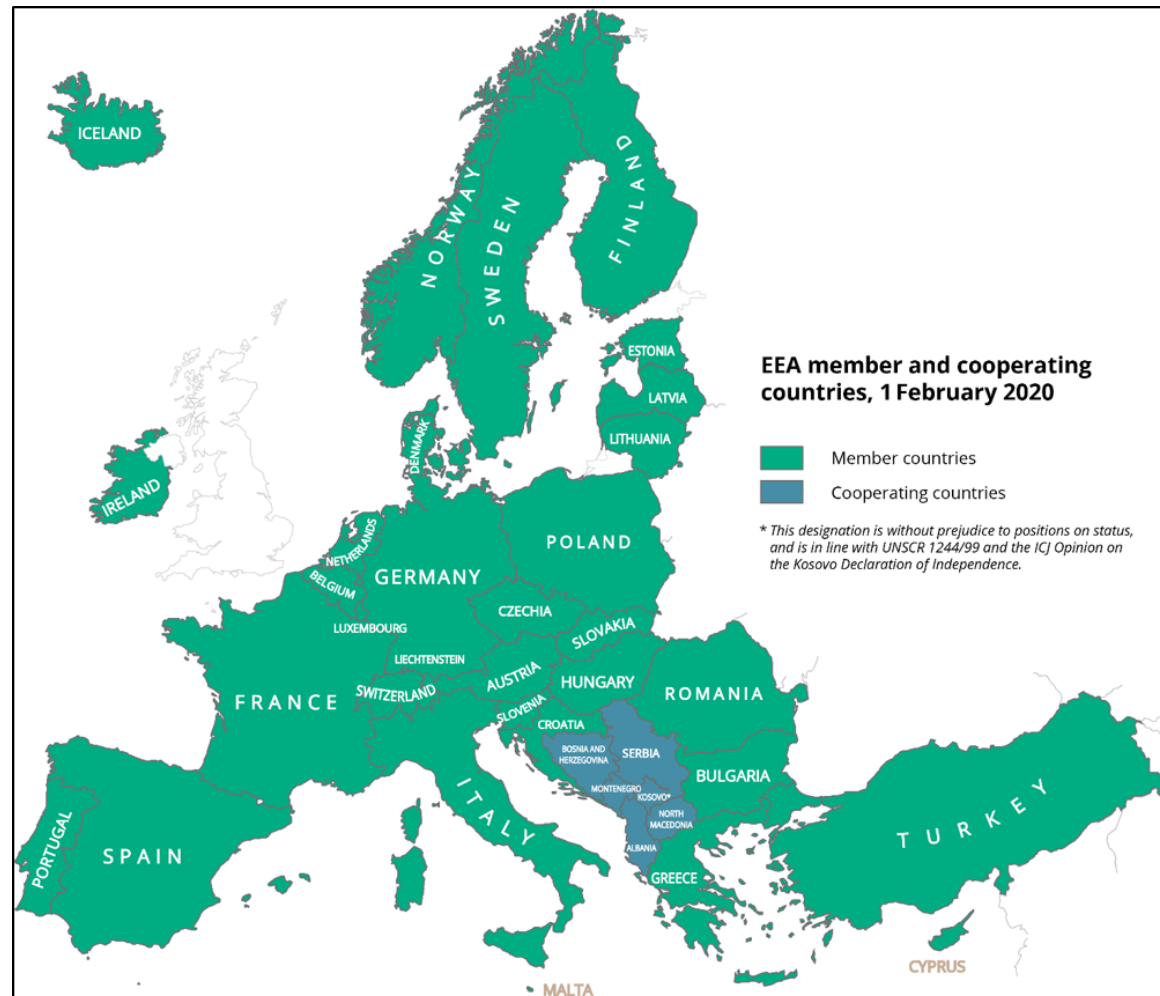 ICELAND
NORWAY
SWEDEN
FINLAND
ESTONIA
LATVIA
LITHUANIA
DENMARK
IRELAND
EEA member and cooperating
countries, 1 February 2020
Member countries
Cooperating countries
* This designation is without prejudice to positions on status,
and is in line with UNSCR 1244/99 and the ICJ Opinion on
the Kosovo Declaration of Independence.
NETHERLANDS
BELGIUM
GERMANY
POLAND
LUXEMBOURG
CZECHIA
SLOVAKIA
LIECHTENSTEIN
AUSTRIA
HUNGARY
FRANCE
SWITZERLAND
SLOVENIA
CROATIA
ROMANIA
BOSNIA AND
HERZEGOVINA
SERBIA
BULGARIA
MONTENEGRO
KOSOVO*
NORTH
MACEDONIA
ALBANIA
ITALY
PORTUGAL
SPAIN
GREECE
TURKEY
CYPRUS
MALTA